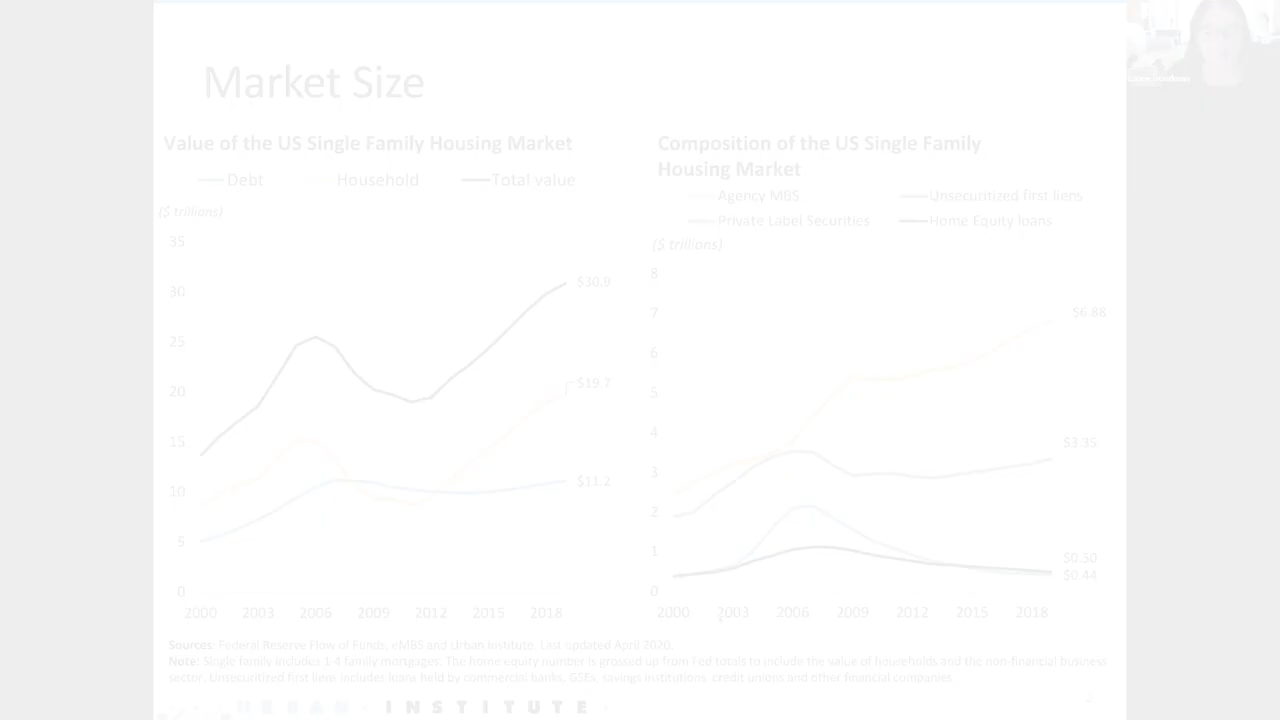 Market Size
Value of the US Single Family Housing Market
Debt Household Total value
($ trillions)
35
30
25
20
15
10
5
0
$30.9
$19.7
$11.2
2000 2003 2006 2009 2012 2015 2018
Composition of the US Single Family
Housing Market
Agency MBS Unsecuritized first liens
Private Label Securities Home Equity loans
($ trillions)
8
7
6
5
4
3
2
1
0
$6.88
$3.35
$0.50
$0.44
2000 2003 2006 2009 2012 2015 2018
Sources: Federal Reserve Flow of Funds, eMBS and Urban Institute. Last updated April 2020.
Note: Single family includes 1-4 family mortgages. The home equity number is grossed up from Fed totals to include the value of households and the non-financial business
sector. Unsecuritized first liens includes loans held by commercial banks, GSEs, savings institutions, credit unions and other financial companies.
URBAN · INSTITUTE ·
2